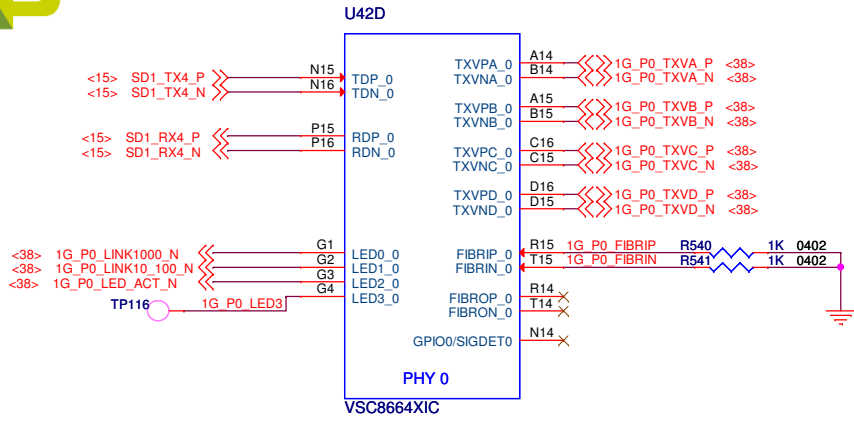 U42D
<15> SD1_TX4_P N15 TDP_0
<15> SD1_TX4_N N16 TDN_0
<15> SD1_RX4_P P15 RDP_0
<15> SD1_RX4_N P16 RDN_0
<38> 1G_P0_LINK1000_N G1 LED0_0
<38> 1G_P0_LINK10_100_N G2 LED1_0
<38> 1G_P0_LED_ACT_N G3 LED2_0
TP116 1G_P0_LED3 G4 LED3_0
TXVPA_0 A14 1G_P0_TXVA_P <38>
TXVNA_0 B14 1G_P0_TXVA_N <38>
TXVPB_0 A15 1G_P0_TXVB_P <38>
TXVNB_0 B15 1G_P0_TXVB_N <38>
TXVPC_0 C16 1G_P0_TXVC_P <38>
TXVNC_0 C15 1G_P0_TXVC_N <38>
TXVPD_0 D16 1G_P0_TXVD_P <38>
TXVND_0 D15 1G_P0_TXVD_N <38>
FIBRIP_0 R15 1G_P0_FIBRIP R540 1K 0402
FIBRIN_0 T15 1G_P0_FIBRIN R541 1K 0402
FIBROP_0 R14
FIBRON_0 T14
GPIO0/SIGDET0 N14
PHY 0
VSC8664XIC